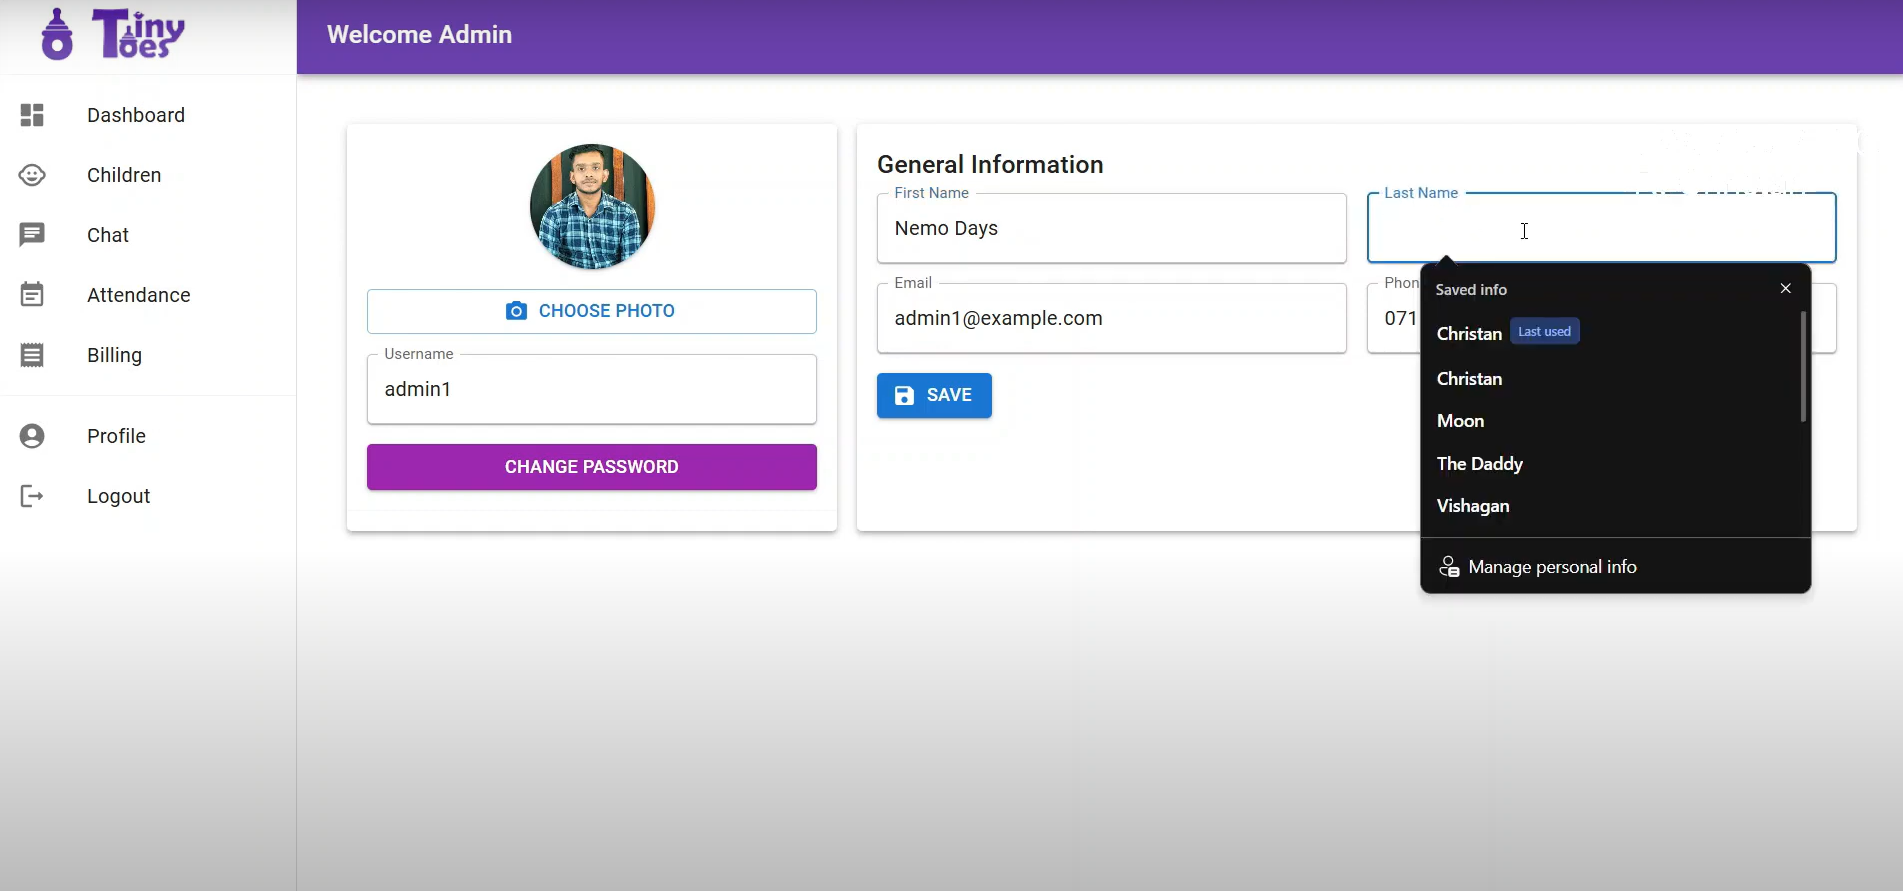 Tiny Toes
Welcome Admin
Dashboard
Children
Chat
Attendance
Billing
Profile
Logout
CHOOSE PHOTO
Username
admin1
CHANGE PASSWORD
General Information
First Name
Nemo Days
Last Name
Email
admin1@example.com
Phon
071
SAVE
Saved info
Christan Last used
Christan
Moon
The Daddy
Vishagan
Manage personal info